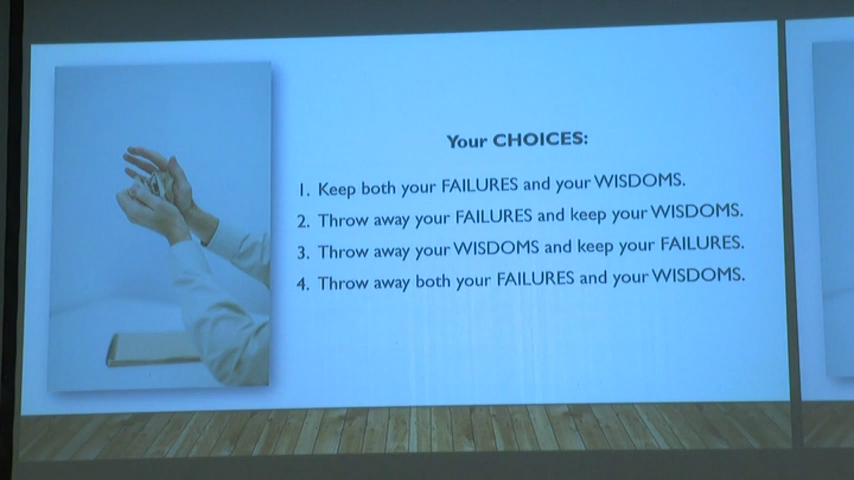 Your CHOICES:
1. Keep both your FAILURES and your WISDOMS.
2. Throw away your FAILURES and keep your WISDOMS.
3. Throw away your WISDOMS and keep your FAILURES.
4. Throw away both your FAILURES and your WISDOMS.